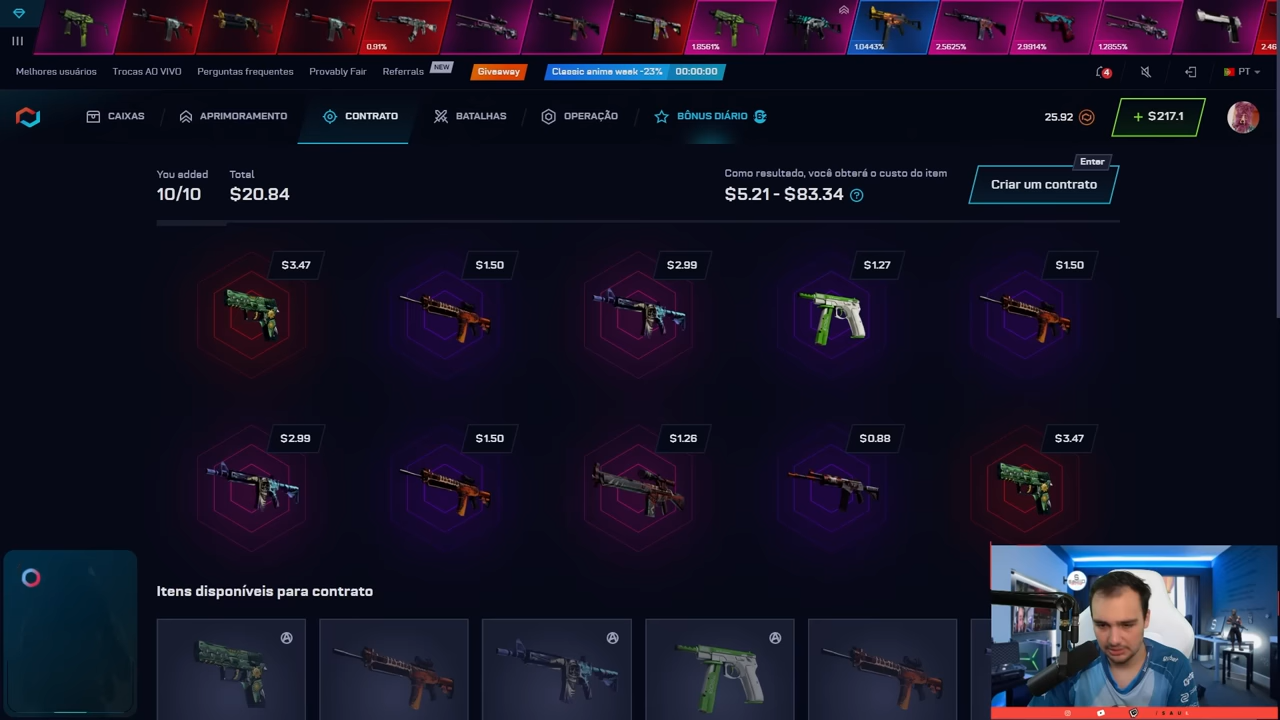 0.91%
1.8561%
1.0443%
2.5625%
2.9914%
1.2855%
2.46
Melhores usuários
Trocas AO VIVO
Perguntas frequentes
Provably Fair
Referrals
NEW
Giveaway
Classic anime week -23%
00:00:00
4
PT
CAIXAS
APRIMORAMENTO
CONTRATO
BATALHAS
OPERAÇÃO
BÔNUS DIÁRIO
25.92
+ $217.1
You added
10/10
Total
$20.84
Como resultado, você obterá o custo do item
$5.21 - $83.34
?
Enter
Criar um contrato
$3.47
$1.50
$2.99
$1.27
$1.50
$2.99
$1.50
$1.26
$0.88
$3.47
Itens disponíveis para contrato